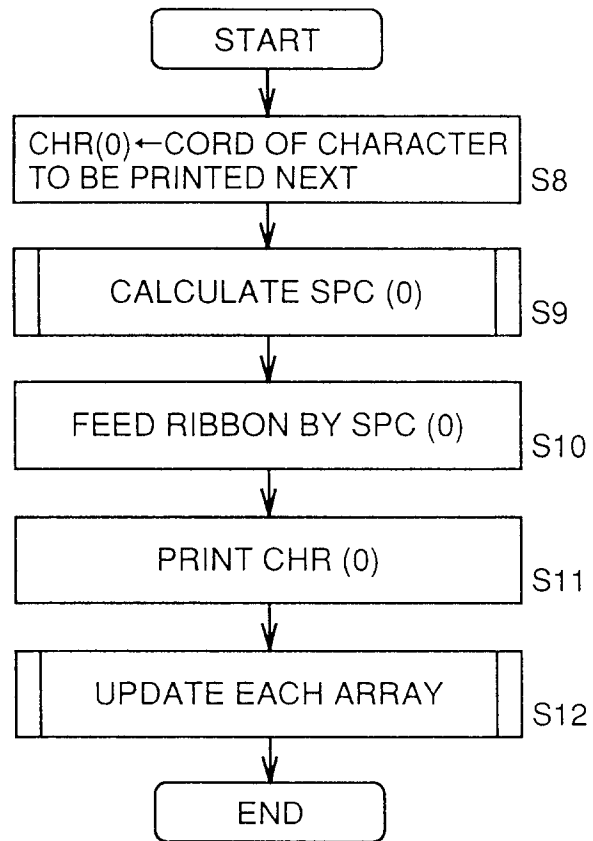 START
CHR(0)←CORD OF CHARACTER
TO BE PRINTED NEXT
S8
CALCULATE SPC (0)
S9
FEED RIBBON BY SPC (0)
S10
PRINT CHR (0)
S11
UPDATE EACH ARRAY
S12
END